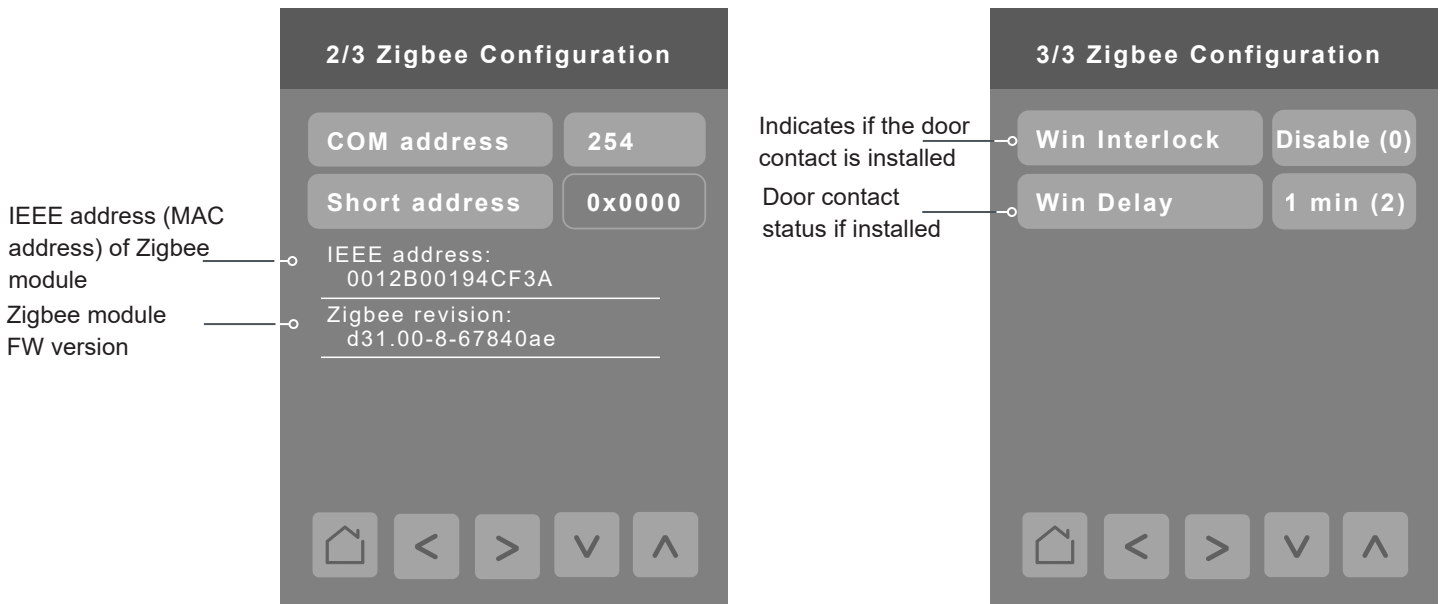 2/3 Zigbee Configuration
COM address 254
Short address 0x0000
IEEE address:
0012B00194CF3A
Zigbee revision:
d31.00-8-67840ae
IEEE address (MAC
address) of Zigbee
module
Zigbee module
FW version
3/3 Zigbee Configuration
Win Interlock Disable (0)
Win Delay 1 min (2)
Indicates if the door
contact is installed
Door contact
status if installed